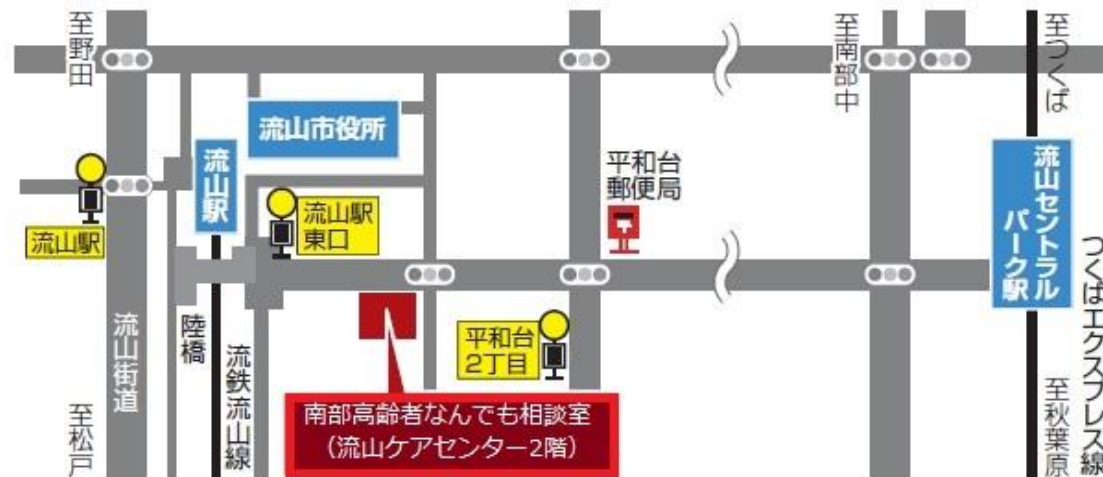 至野田
流山市役所
流山駅
流山駅
流山駅
東口
平和台
郵便局
至南部中
至つくば
流山セントラル
パーク駅
つくばエクスプレス線
流山街道
陸橋
流鉄流山線
平和台
2丁目
南部高齢者なんでも相談室
（流山ケアセンター2階）
至松戸
至秋葉原